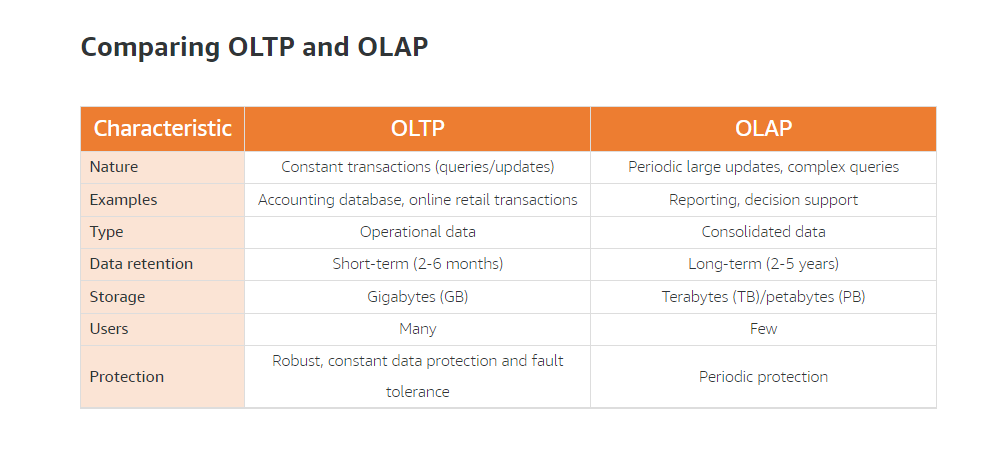 Comparing OLTP and OLAP
Characteristic OLTP OLAP
Nature Constant transactions (queries/updates) Periodic large updates, complex queries
Examples Accounting database, online retail transactions Reporting, decision support
Type Operational data Consolidated data
Data retention Short-term (2-6 months) Long-term (2-5 years)
Storage Gigabytes (GB) Terabytes (TB)/petabytes (PB)
Users Many Few
Protection Robust, constant data protection and fault
tolerance Periodic protection